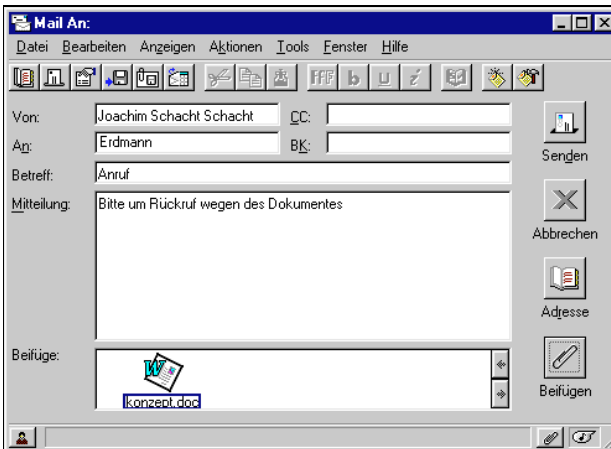 Mail An:
Datei Bearbeiten Anzeigen Aktionen Tools Fenster Hilfe
Fff b u i
Von: Joachim Schacht Schacht CC:
An: Erdmann BK:
Betreff: Anruf
Mitteilung: Bitte um Rückruf wegen des Dokumentes
Senden
Abbrechen
Adresse
Beifüge:
W
konzept.doc
Beifügen